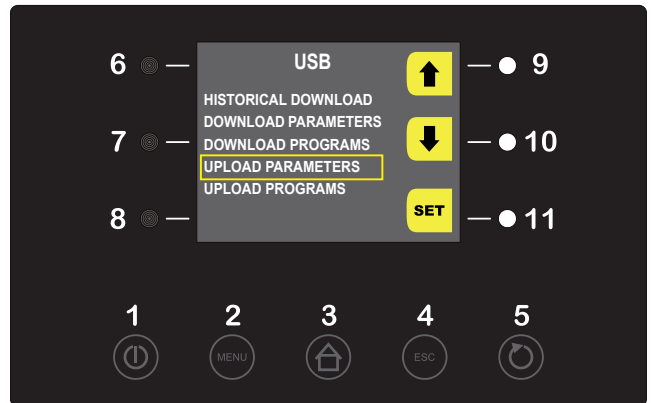 USB
6
9
HISTORICAL DOWNLOAD
DOWNLOAD PARAMETERS
7
DOWNLOAD PROGRAMS
10
UPLOAD PARAMETERS
UPLOAD PROGRAMS
SET
8
11
1 2 3 4 5
MENU ESC